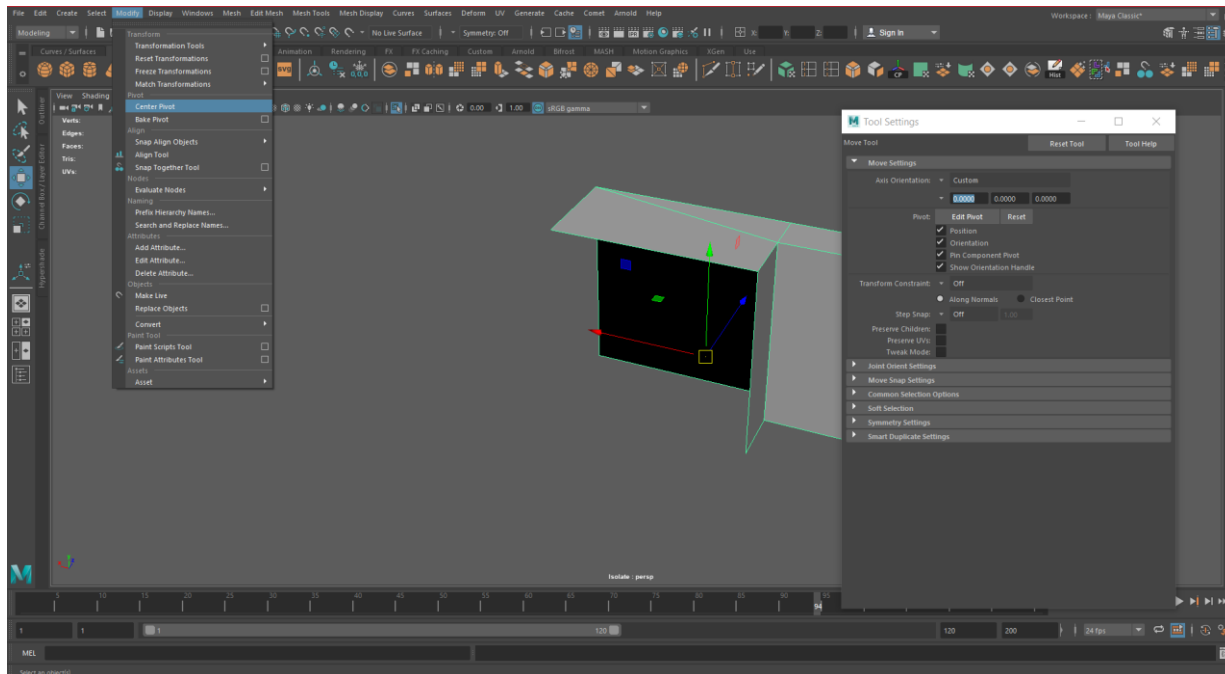 File Edit Create Select Modify Display Windows Mesh Edit Mesh Mesh Tools Mesh Display Curves Surfaces Deform UV Generate Cache Comet Arnold Help
Workspace: Maya Classic*
Modeling
No Live Surface
Symmetry: Off
X:
Y:
Z:
Sign In
Curves / Surfaces
Animation Rendering FX FX Caching Custom Arnold Bifrost MASH Motion Graphics XGen Use
Transform
Transformation Tools
Reset Transformations
Freeze Transformations
Match Transformations
Pivot
Center Pivot
Bake Pivot
Align
Snap Align Objects
Align Tool
Snap Together Tool
Nodes
Evaluate Nodes
Naming
Prefix Hierarchy Names...
Search and Replace Names...
Attributes
Add Attribute...
Edit Attribute...
Delete Attribute...
Objects
Make Live
Replace Objects
Convert
Paint Tool
Paint Scripts Tool
Paint Attributes Tool
Assets
Asset
svg
CP
Hist
View Shading
0.00
1.00
sRGB gamma
Outliner
Channel Box / Layer Editor
Hypershade
Verts:
Edges:
Faces:
Tris:
UVs:
Tool Settings
Move Tool
Reset Tool
Tool Help
Move Settings
Axis Orientation: Custom
0.0000 0.0000 0.0000
Pivot: Edit Pivot Reset
Position
Orientation
Pin Component Pivot
Show Orientation Handle
Transform Constraint: Off
Along Normals Closest Point
Step Snap: Off 1.00
Preserve Children:
Preserve UVs:
Tweak Mode:
Joint Orient Settings
Move Snap Settings
Common Selection Options
Soft Selection
Symmetry Settings
Smart Duplicate Settings
Isolate : persp
5 10 15 20 25 30 35 40 45 50 55 60 65 70 75 80 85 90 95
94
1 1 1 120 120 200 24 fps
MEL
Select an object(s)